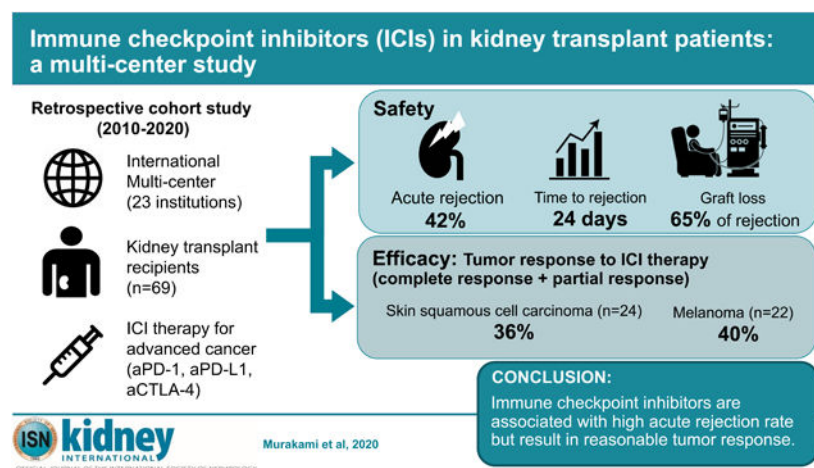 Immune checkpoint inhibitors (ICIs) in kidney transplant patients:
a multi-center study
Retrospective cohort study
(2010-2020)
International
Multi-center
(23 institutions)
Kidney transplant
recipients
(n=69)
ICI therapy for
advanced cancer
(aPD-1, aPD-L1,
aCTLA-4)
Safety
Acute rejection
42%
Time to rejection
24 days
Graft loss
65% of rejection
Efficacy: Tumor response to ICI therapy
(complete response + partial response)
Skin squamous cell carcinoma (n=24)
36%
Melanoma (n=22)
40%
CONCLUSION:
Immune checkpoint inhibitors are
associated with high acute rejection rate
but result in reasonable tumor response.
ISN kidney
INTERNATIONAL
Murakami et al, 2020